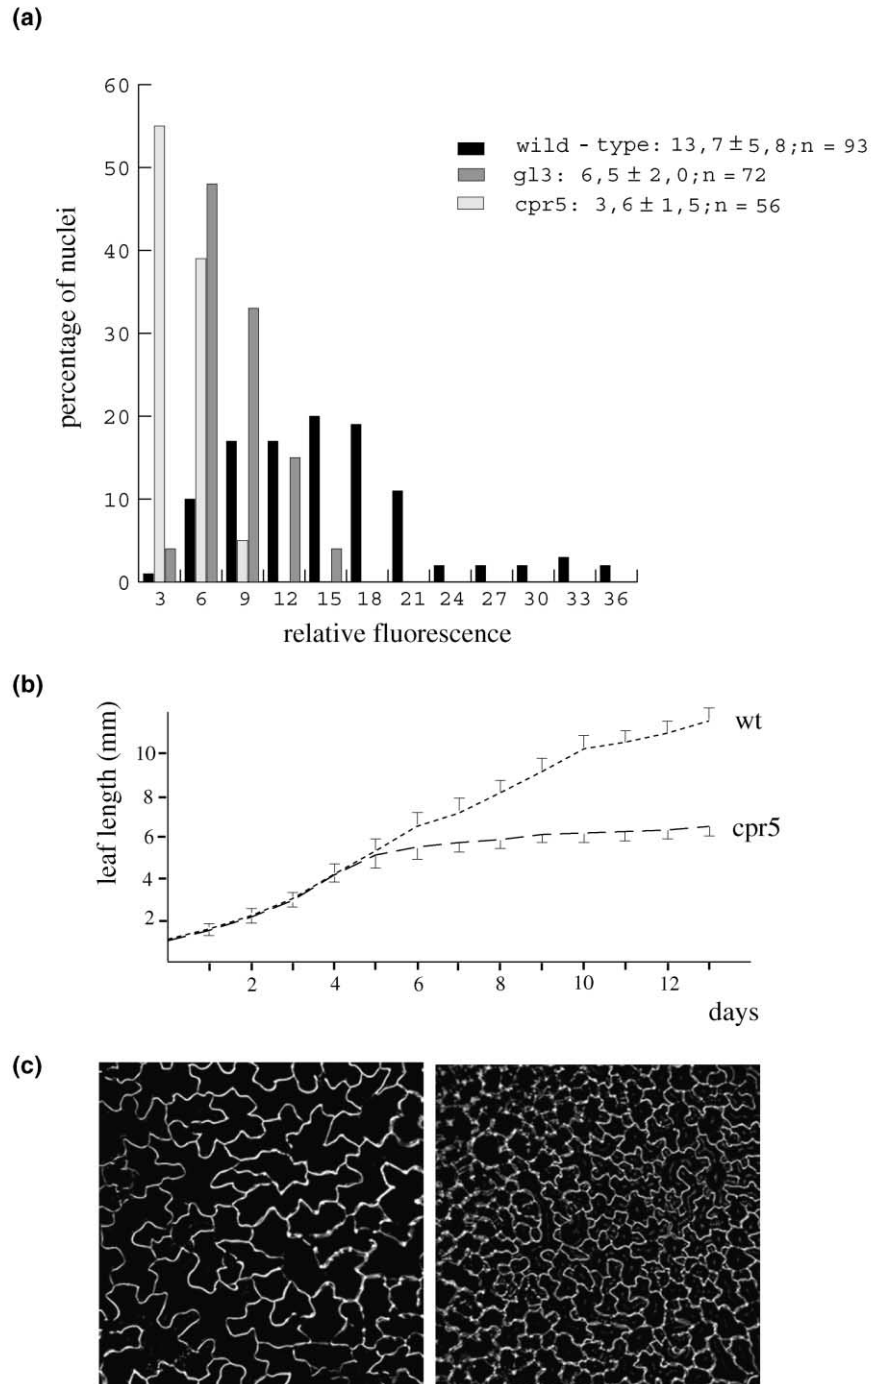 (a)
60
50
40
30
20
10
0
percentage of nuclei
wild - type: 13,7 ± 5,8; n = 93
gl3: 6,5 ± 2,0; n = 72
cpr5: 3,6 ± 1,5; n = 56
3 6 9 12 15 18 21 24 27 30 33 36
relative fluorescence
(b)
leaf length (mm)
10
8
6
4
2
wt
cpr5
2 4 6 8 10 12
days
(c)